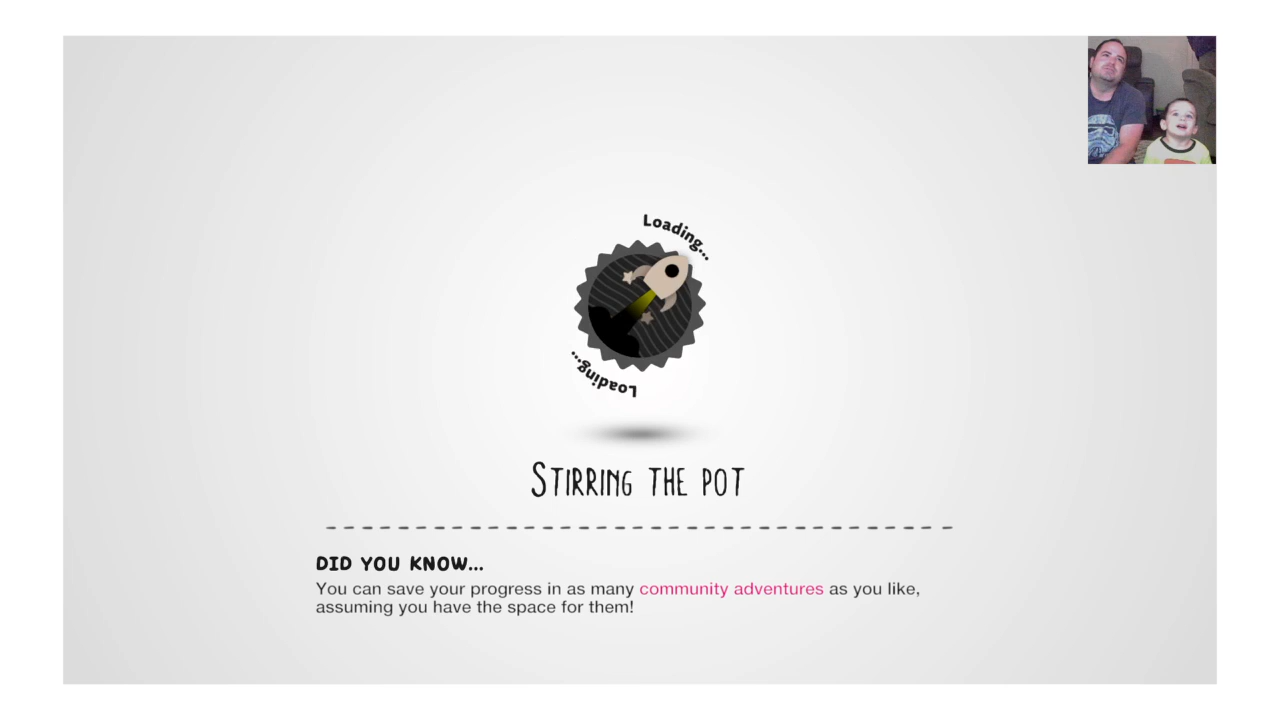 Loading...
Loading...
STIRRING THE POT
DID YOU KNOW...
You can save your progress in as many community adventures as you like,
assuming you have the space for them!